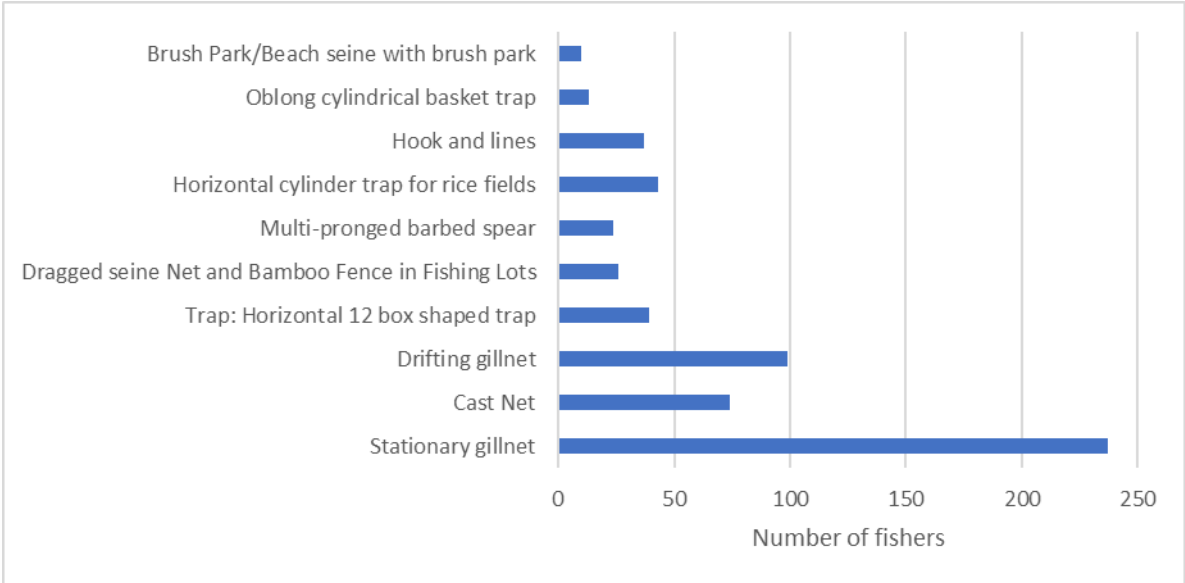 Brush Park/Beach seine with brush park
Oblong cylindrical basket trap
Hook and lines
Horizontal cylinder trap for rice fields
Multi-pronged barbed spear
Dragged seine Net and Bamboo Fence in Fishing Lots
Trap: Horizontal 12 box shaped trap
Drifting gillnet
Cast Net
Stationary gillnet
0 50 100 150 200 250
Number of fishers